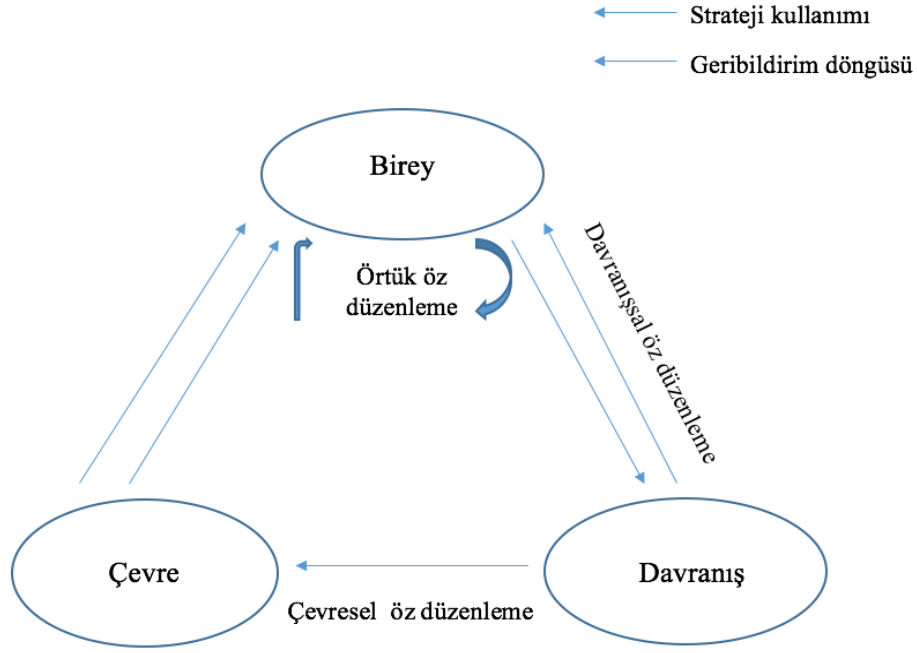 Strateji kullanımı
Geribildirim döngüsü
Birey
Örtük öz
düzenleme
Davranışsal öz düzenleme
Çevre
Davranış
Çevresel öz düzenleme